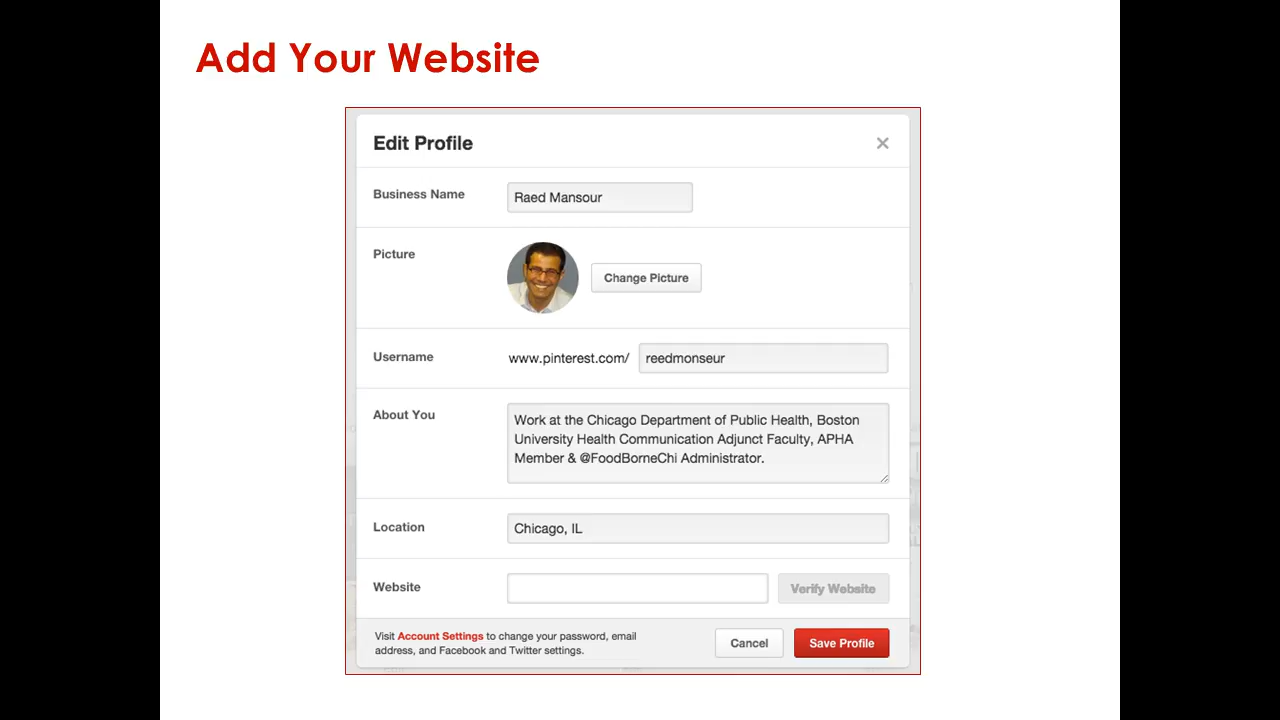 Add Your Website
Edit Profile
Business Name
Raed Mansour
Picture
Change Picture
Username
www.pinterest.com/
reedmonseur
About You
Work at the Chicago Department of Public Health, Boston
University Health Communication Adjunct Faculty, APHA
Member & @FoodBorneChi Administrator.
Location
Chicago, IL
Website
Verify Website
Visit Account Settings to change your password, email
address, and Facebook and Twitter settings.
Cancel
Save Profile